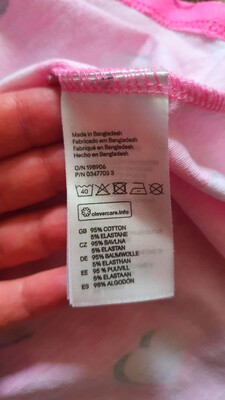 Made in Bangladesh
Fabricado em Bangladesh
Fabriqué en Bangladesh
Hecho en Bangladesh
O/N 198906
P/N 0347703 S
40
clevercare.info
GB 95% COTTON
5% ELASTANE
CZ 95% BAVLNA
5% ELASTAN
DE 95% BAUMWOLLE
5% ELASTHAN
EE 95 % PUUVILL
5% ELASTAAN
ES 95% ALGODÓN